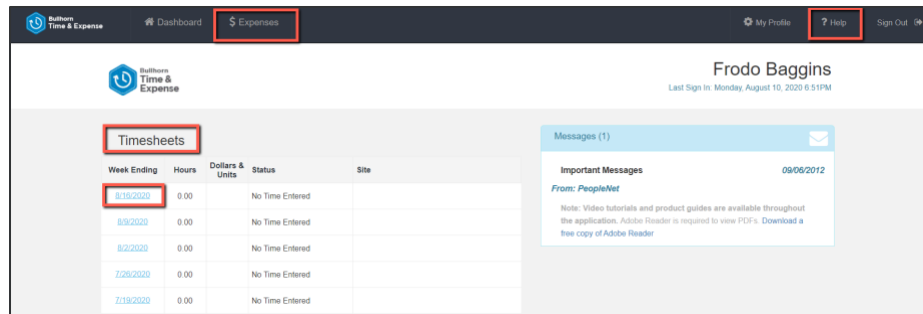 Bullhorn
Time & Expense
Dashboard
$ Expenses
My Profile
? Help
Sign Out
Bullhorn
Time &
Expense
Frodo Baggins
Last Sign In: Monday, August 10, 2020 6:51PM
Timesheets
Week Ending Hours Dollars & Units Status Site
8/16/2020 0.00 No Time Entered
8/9/2020 0.00 No Time Entered
8/2/2020 0.00 No Time Entered
7/26/2020 0.00 No Time Entered
7/19/2020 0.00 No Time Entered
Messages (1)
Important Messages 09/06/2012
From: PeopleNet
Note: Video tutorials and product guides are available throughout
the application. Adobe Reader is required to view PDFs. Download a
free copy of Adobe Reader